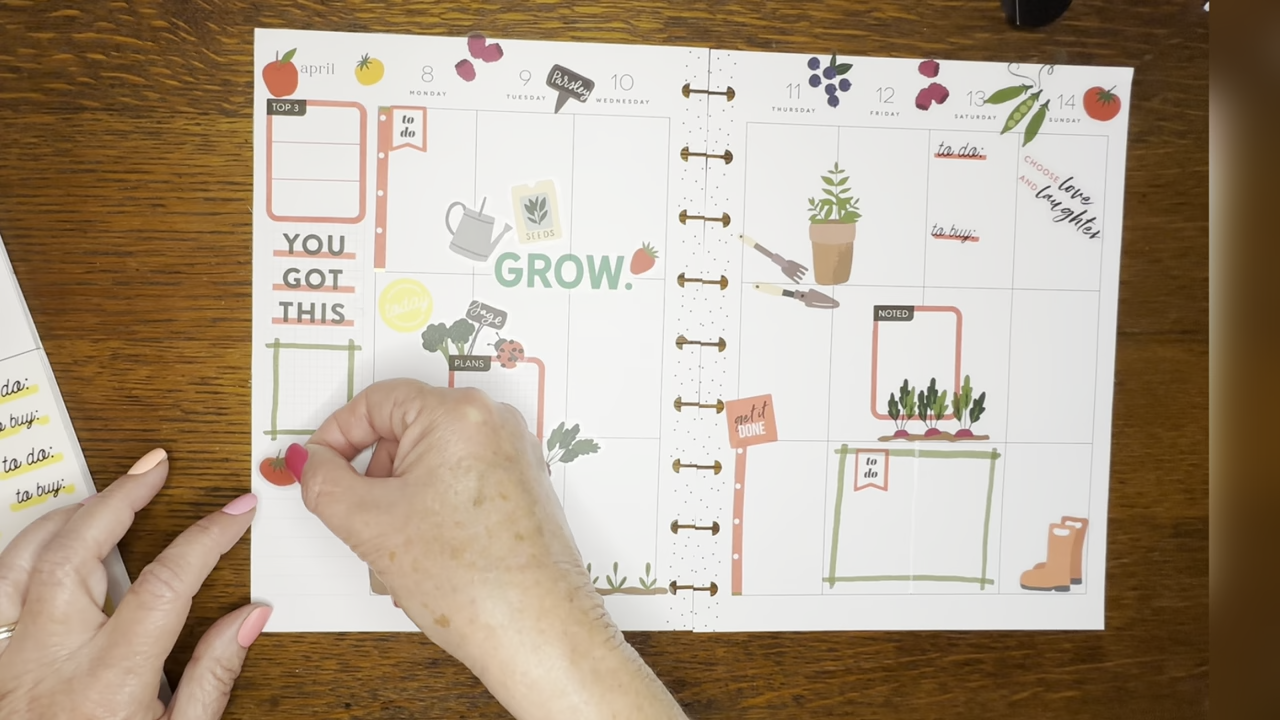 april
8
MONDAY
9
TUESDAY
Parsley
10
WEDNESDAY
TOP 3
to
do
SEEDS
GROW.
YOU
GOT
THIS
today
Sage
PLANS
11
THURSDAY
12
FRIDAY
13
SATURDAY
14
SUNDAY
to do:
to buy:
CHOOSE love
AND laughter
NOTED
get it
DONE
to
do
do:
buy:
to do:
to buy: